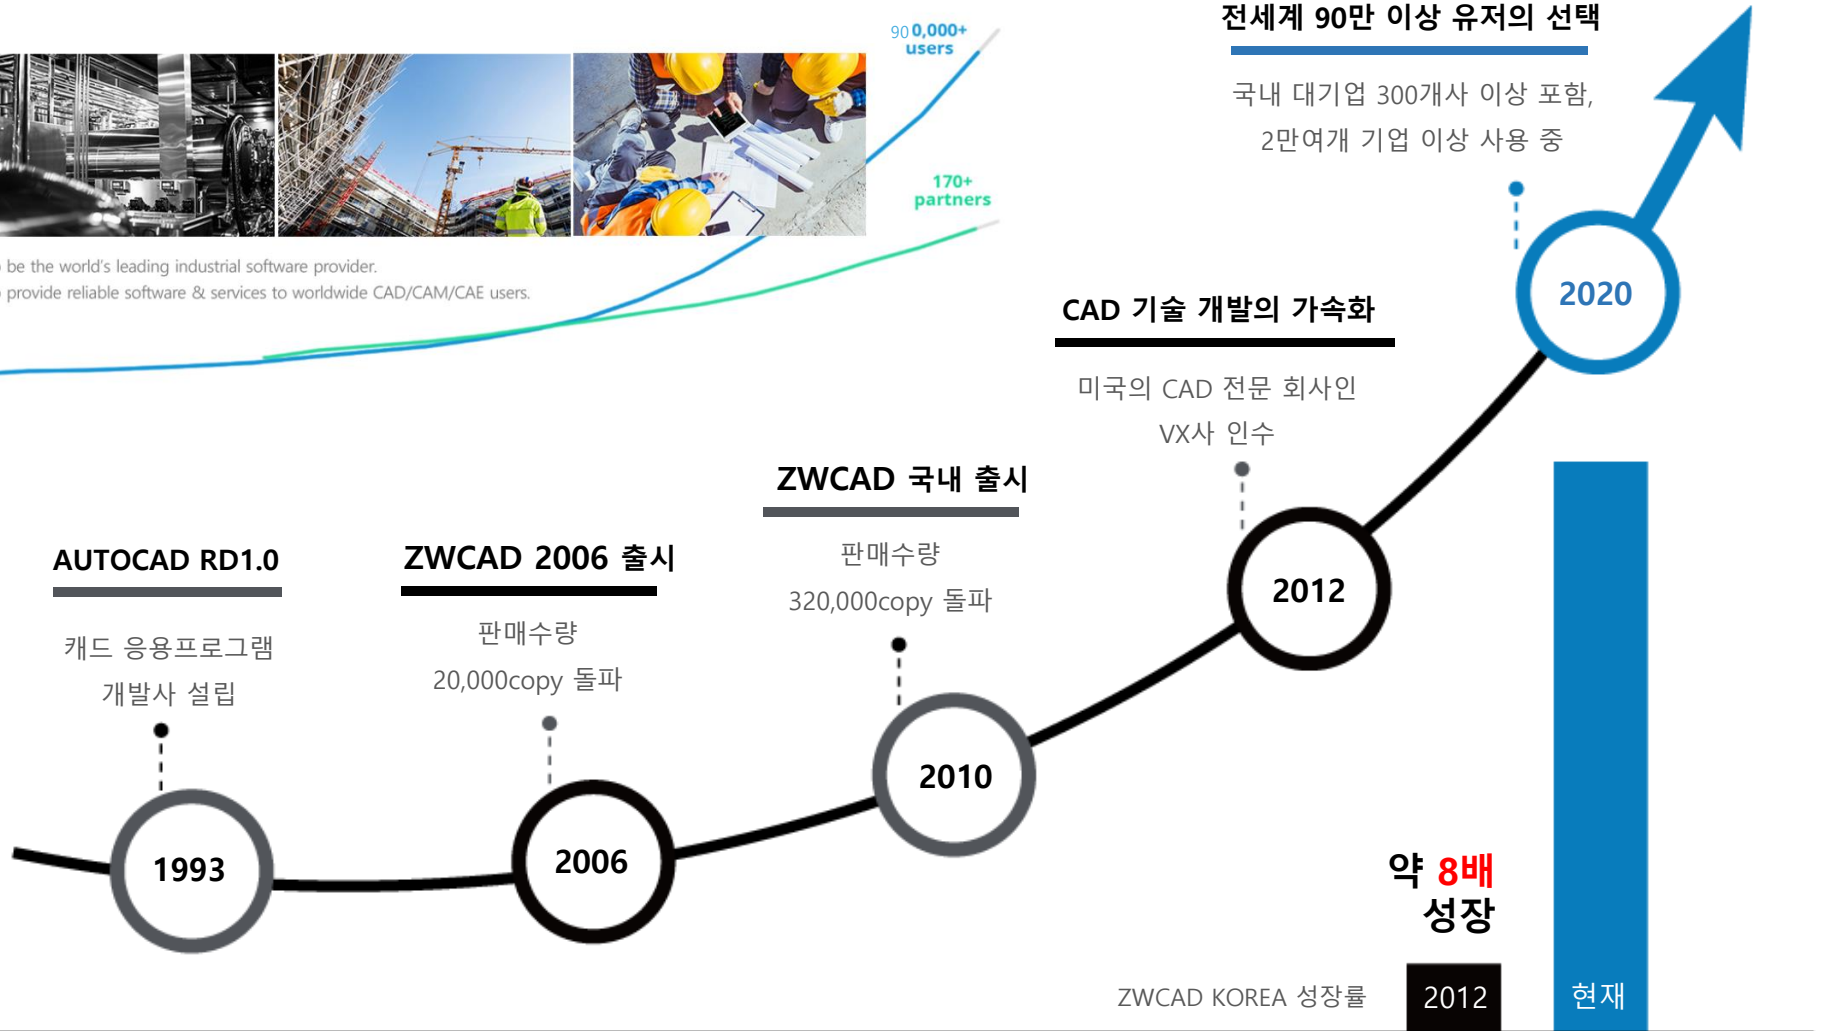 900,000+
users
170+
partners
be the world's leading industrial software provider.
provide reliable software & services to worldwide CAD/CAM/CAE users.
전세계 90만 이상 유저의 선택
국내 대기업 300개사 이상 포함,
2만여개 기업 이상 사용 중
2020
CAD 기술 개발의 가속화
미국의 CAD 전문 회사인
VX사 인수
2012
ZWCAD 국내 출시
판매수량
320,000copy 돌파
2010
ZWCAD 2006 출시
판매수량
20,000copy 돌파
2006
AUTOCAD RD1.0
캐드 응용프로그램
개발사 설립
1993
약 8배
성장
ZWCAD KOREA 성장률
2012
현재